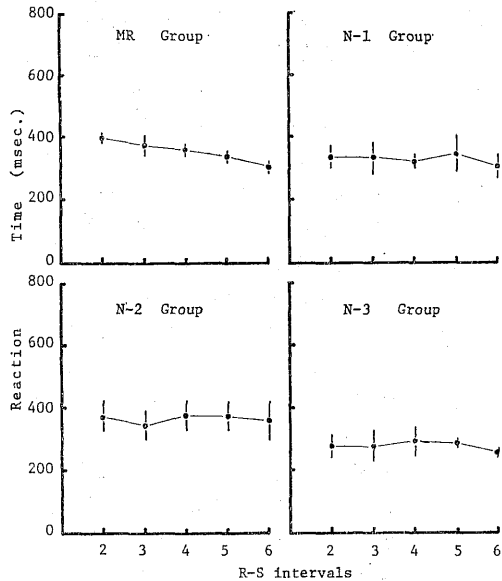 MR Group
N-1 Group
800
600
400
200
0
Time (msec.)
N-2 Group
N-3 Group
800
600
400
200
0
Reaction
2 3 4 5 6
2 3 4 5 6
R-S intervals